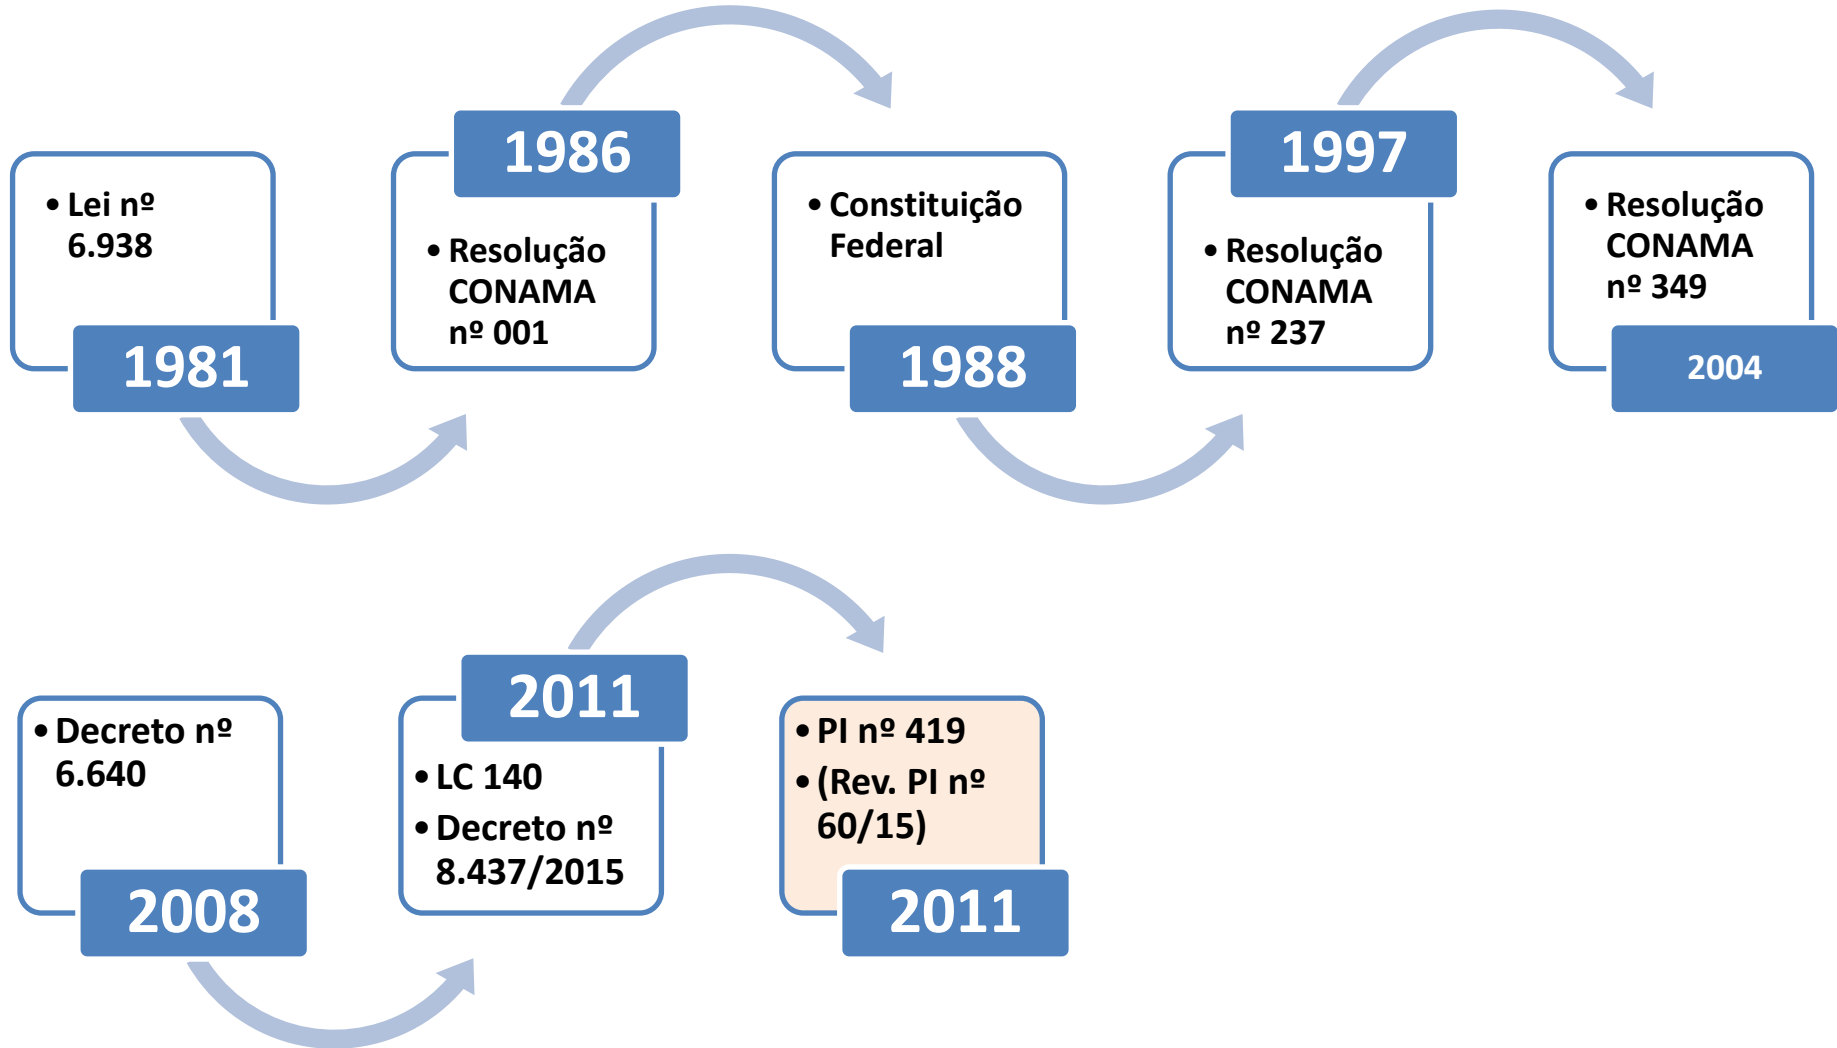 • Lei nº
6.938
1981
1986
• Resolução
CONAMA
nº 001
• Constituição
Federal
1988
1997
• Resolução
CONAMA
nº 237
• Resolução
CONAMA
nº 349
2004
• Decreto nº
6.640
2008
2011
• LC 140
• Decreto nº
8.437/2015
• PI nº 419
• (Rev. PI nº
60/15)
2011